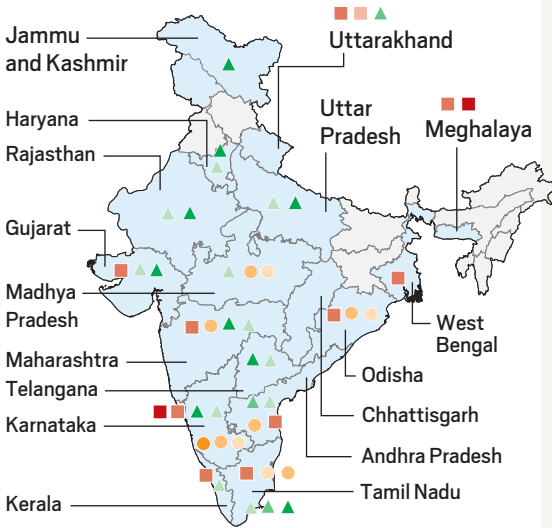 Jammu
and Kashmir
Uttarakhand
Haryana
Uttar
Pradesh
Meghalaya
Rajasthan
Gujarat
Madhya
Pradesh
West
Bengal
Maharashtra
Odisha
Telangana
Chhattisgarh
Karnataka
Andhra Pradesh
Tamil Nadu
Kerala